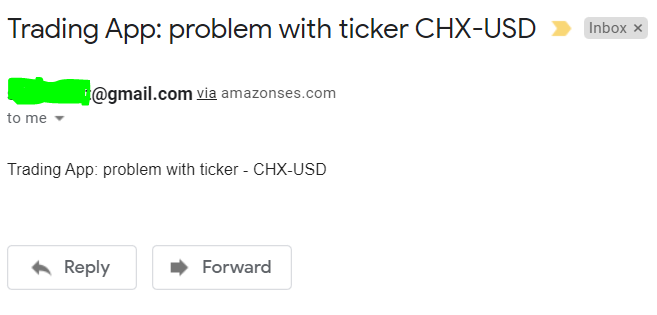 Trading App: problem with ticker CHX-USD Inbox ×
@gmail.com via amazonses.com
to me
Trading App: problem with ticker - CHX-USD
Reply Forward